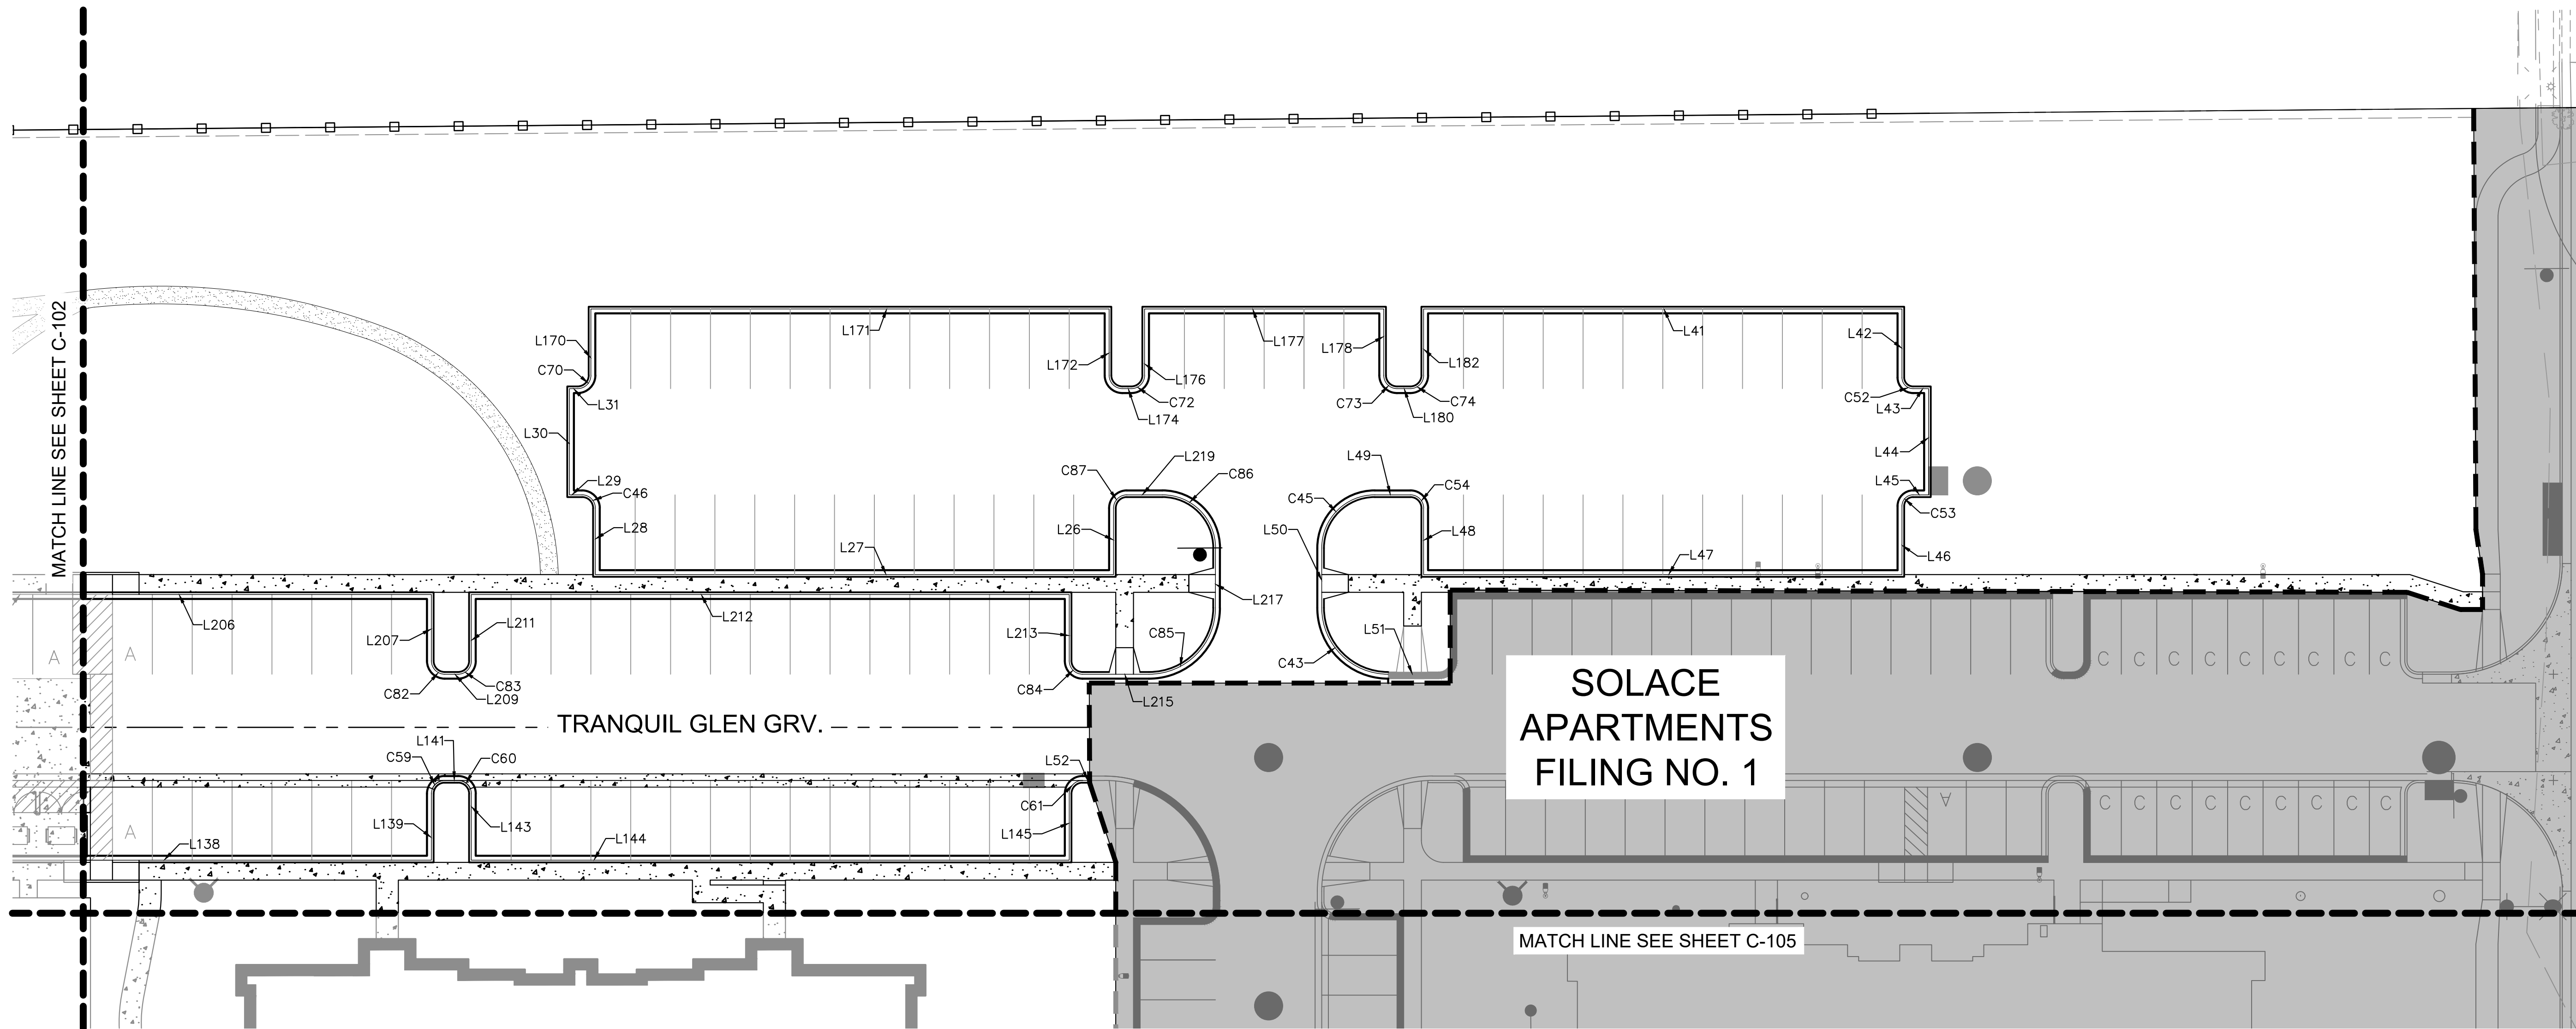 MATCH LINE SEE SHEET C-102
L170
L171
L172
L176
L177
L178
L182
L41
L42
C70
L31
C72
L174
C73
C74
L180
C52
L43
L30
L44
L29
C46
C87
L219
C86
L49
C45
C54
L45
C53
L28
L27
L26
L50
L48
L47
L46
L206
L207
L211
L212
L213
L217
C85
L51
C43
A
A
C82
C83
L209
C84
L215
C C C C C C C C C
TRANQUIL GLEN GRV.
SOLACE
APARTMENTS
FILING NO. 1
L141
C59
C60
L52
C61
L139
L143
L144
L145
A
L138
A
C C C C C C C C C
MATCH LINE SEE SHEET C-105